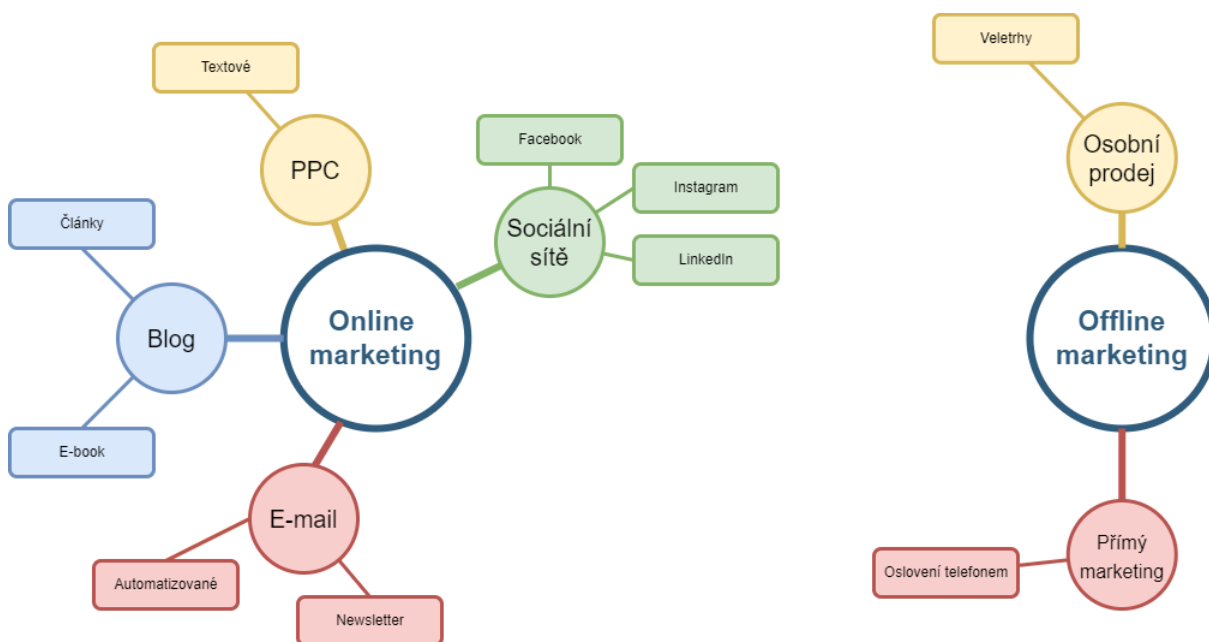 Textové
PPC
Facebook
Instagram
Sociální
sítě
LinkedIn
Články
Blog
E-book
Online
marketing
E-mail
Automatizované
Newsletter
Veletrhy
Osobní
prodej
Offline
marketing
Přímý
marketing
Oslovení telefonem